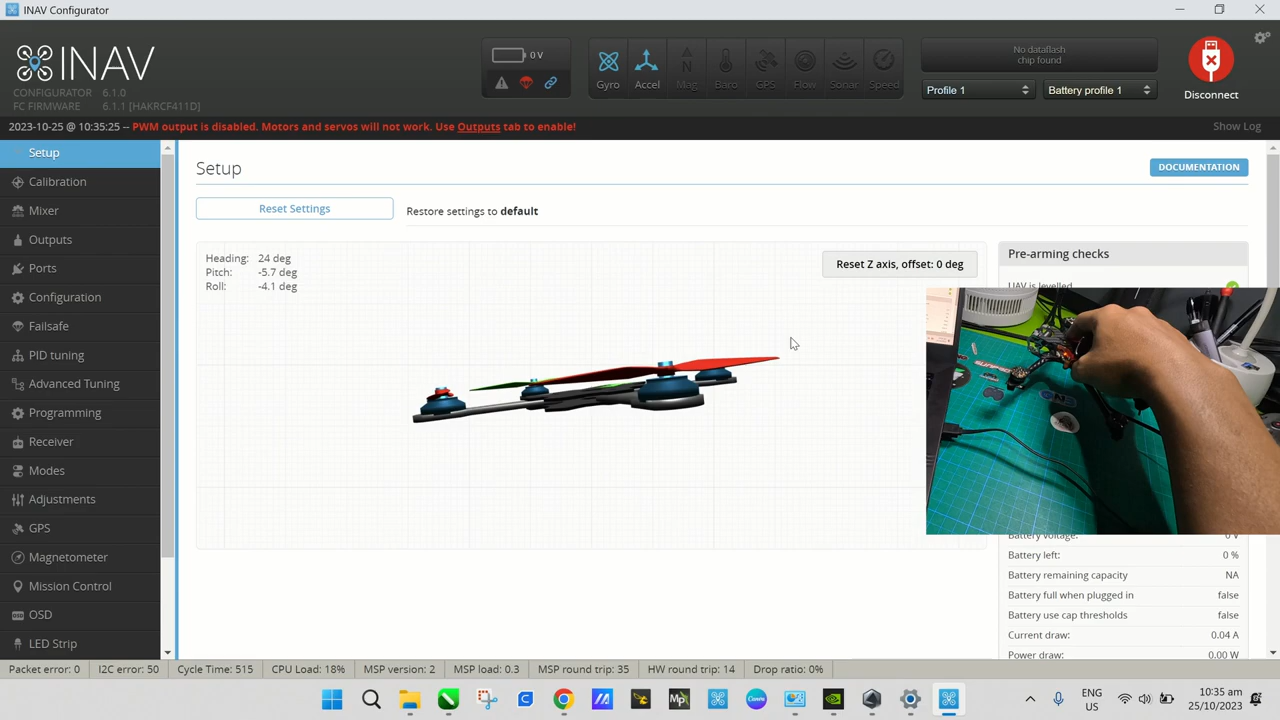 INAV Configurator
INAV
CONFIGURATOR 6.1.0
FC FIRMWARE 6.1.1 [HAKRCF411D]
0 V
Gyro Accel Mag Baro GPS Flow Sonar Speed
No dataflash
chip found
Profile 1
Battery profile 1
Disconnect
2023-10-25 @ 10:35:25 -- PWM output is disabled. Motors and servos will not work. Use Outputs tab to enable!
Show Log
Setup
Calibration
Mixer
Outputs
Ports
Configuration
Failsafe
PID tuning
Advanced Tuning
Programming
Receiver
Modes
Adjustments
GPS
Magnetometer
Mission Control
OSD
LED Strip
Setup
DOCUMENTATION
Reset Settings
Restore settings to default
Heading: 24 deg
Pitch: -5.7 deg
Roll: -4.1 deg
Reset Z axis, offset: 0 deg
Pre-arming checks
UAV is levelled
Battery voltage: 0 V
Battery left: 0 %
Battery remaining capacity NA
Battery full when plugged in false
Battery use cap thresholds false
Current draw: 0.04 A
Power draw: 0.00 W
Packet error: 0 I2C error: 50 Cycle Time: 515 CPU Load: 18% MSP version: 2 MSP load: 0.3 MSP round trip: 35 HW round trip: 14 Drop ratio: 0%
ENG
US
10:35 am
25/10/2023